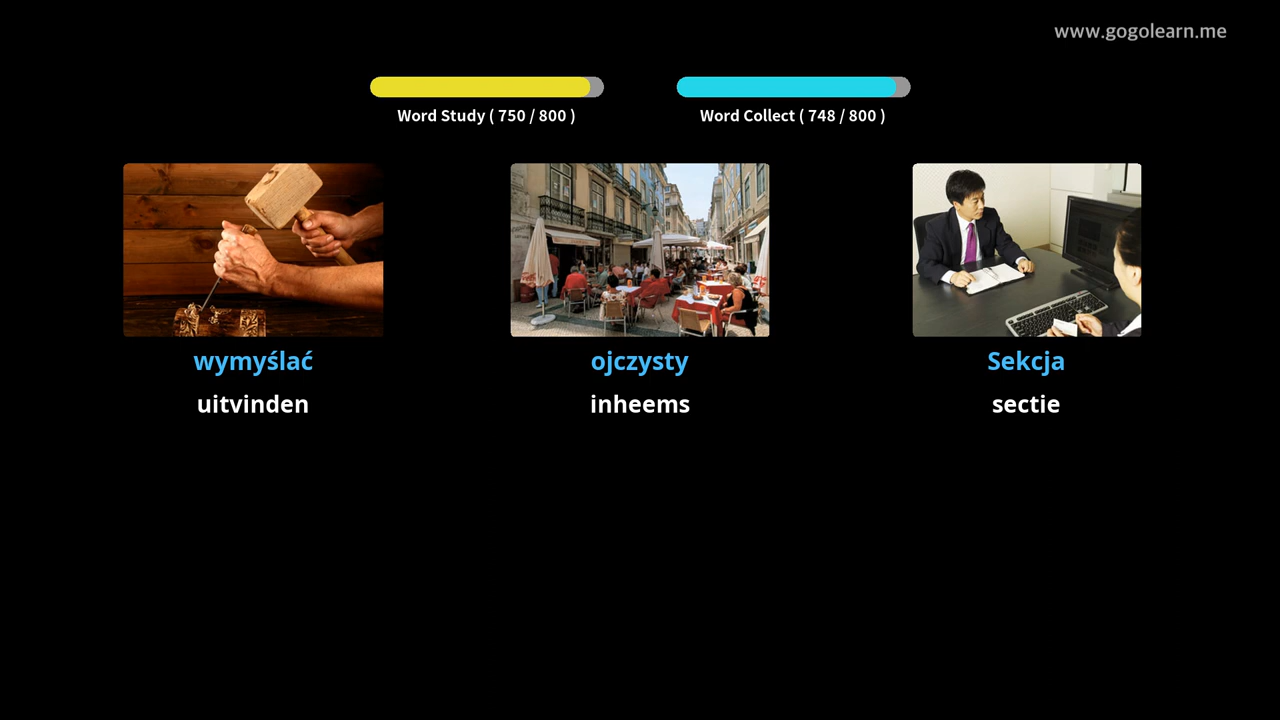 www.gogolearn.me
Word Study ( 750 / 800 )
Word Collect ( 748 / 800 )
wymyślać
ojczysty
Sekcja
uitvinden
inheems
sectie